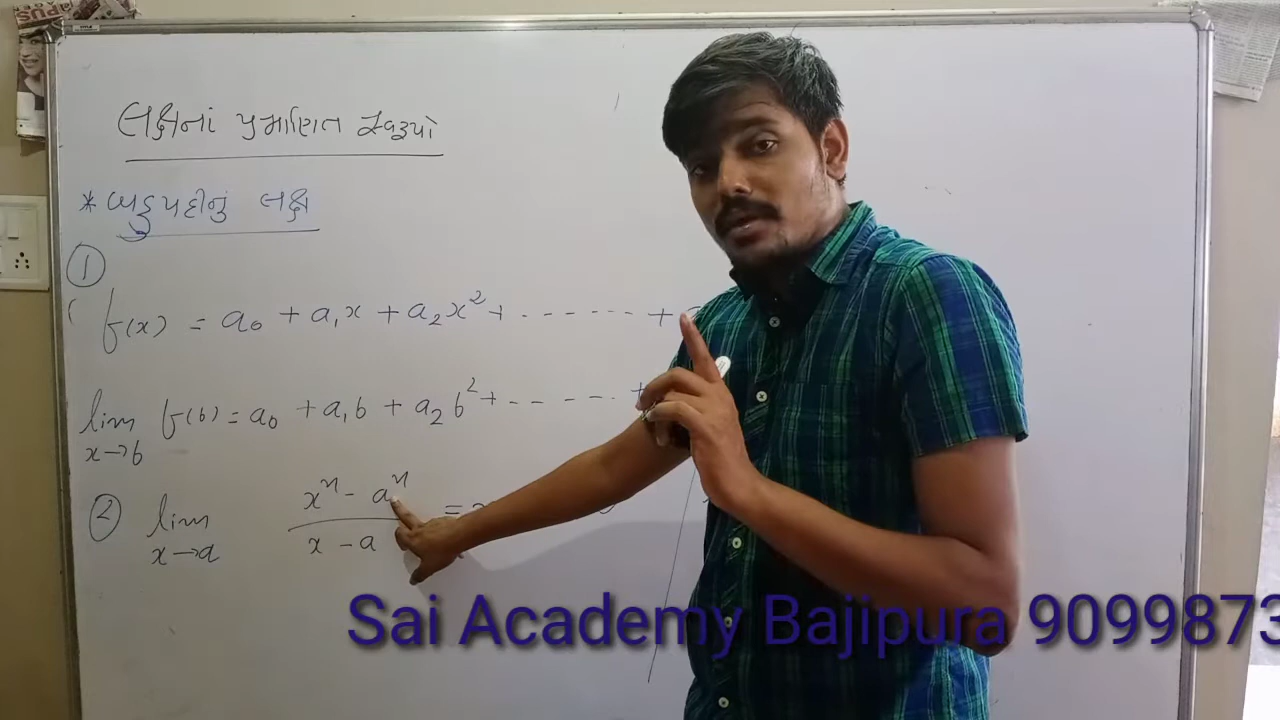 લક્ષનાં પ્રમાણિત સ્વરૂપો
* બહુપદીનું લક્ષ
①
f(x) = a₀ + a₁x + a₂x² + ...... +
lim f(b) = a₀ + a₁b + a₂b² + ...... +
x→b
② lim xⁿ - aⁿ =
x→a x - a
Sai Academy Bajipura 9099873